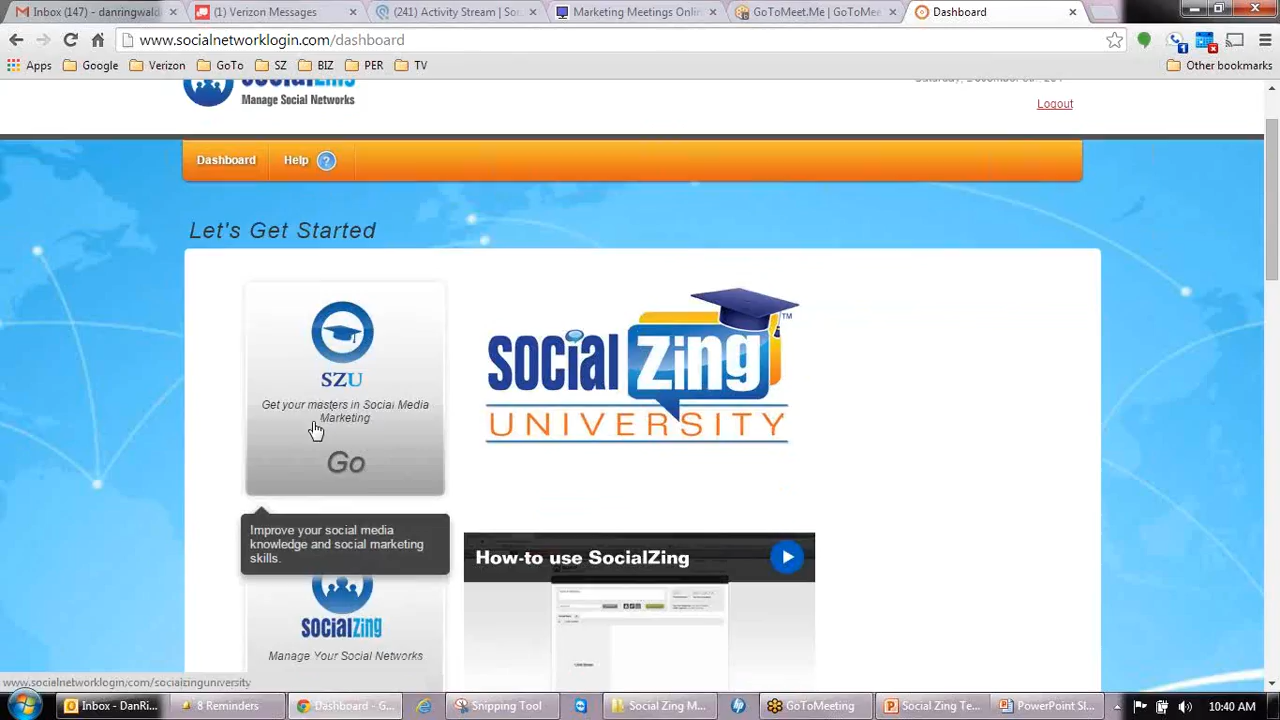 Inbox (147) - danringwald
(1) Verizon Messages
(241) Activity Stream | So
Marketing Meetings Onlin
GoToMeet.Me | GoToMee
Dashboard
www.socialnetworklogin.com/dashboard
Apps
Google
Verizon
GoTo
SZ
BIZ
PER
TV
Other bookmarks
Manage Social Networks
Logout
Dashboard
Help ?
Let's Get Started
SZU
Get your masters in Social Media
Marketing
Go
social Zing ™
UNIVERSITY
Improve your social media
knowledge and social marketing
skills.
How-to use SocialZing
socialzing
Manage Your Social Networks
www.socialnetworklogin/com/socialzinguniversity
Inbox - DanRi...
8 Reminders
Dashboard - G...
Snipping Tool
Social Zing M...
GoToMeeting
Social Zing Te...
PowerPoint Sl...
10:40 AM